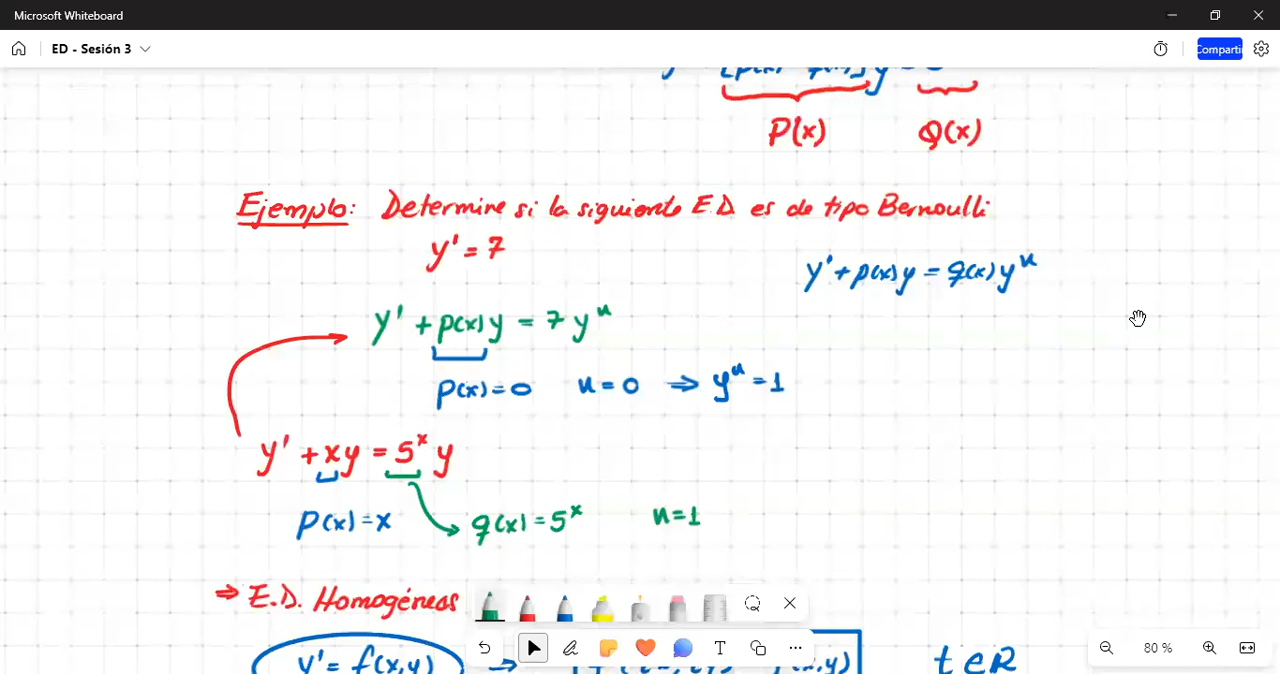 Microsoft Whiteboard
ED - Sesión 3
Comparti
P(x) Q(x)
Ejemplo: Determine si la siguiente E.D es de tipo Bernoulli
y' = 7
y' + p(x)y = q(x)y^n
y' + p(x)y = 7y^n
p(x)=0 n=0 ⇒ y^n = 1
y' + xy = 5^x y
p(x)=x q(x)=5^x n=1
⇒ E.D. Homogéneas
y' = f(x,y) t∈R
80 %